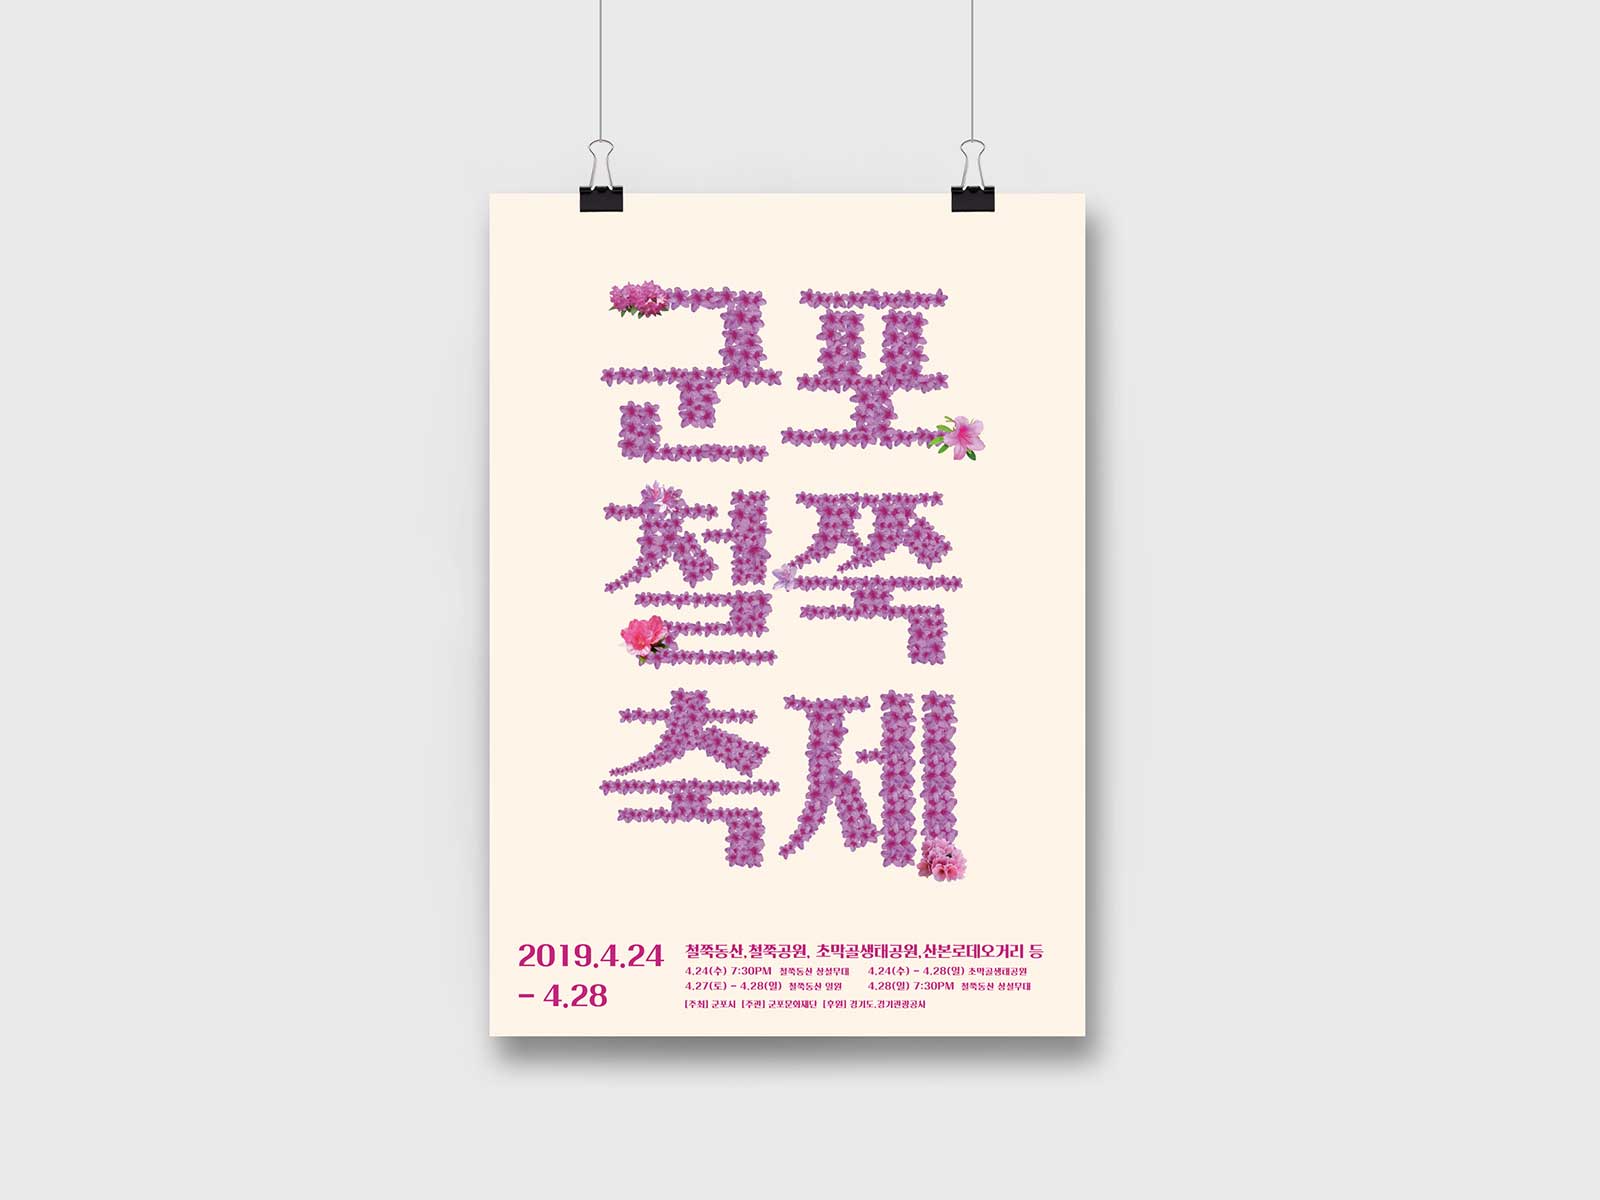 군포
철쭉
축제
2019.4.24
– 4.28
철쭉동산,철쭉공원, 초막골생태공원,산본로데오거리 등
4.24(수) 7:30PM 철쭉동산 상설무대 4.24(수) – 4.28(일) 초막골생태공원
4.27(토) – 4.28(일) 철쭉동산 일원 4.28(일) 7:30PM 철쭉동산 상설무대
[주최] 군포시 [주관] 군포문화재단 [후원] 경기도,경기관광공사